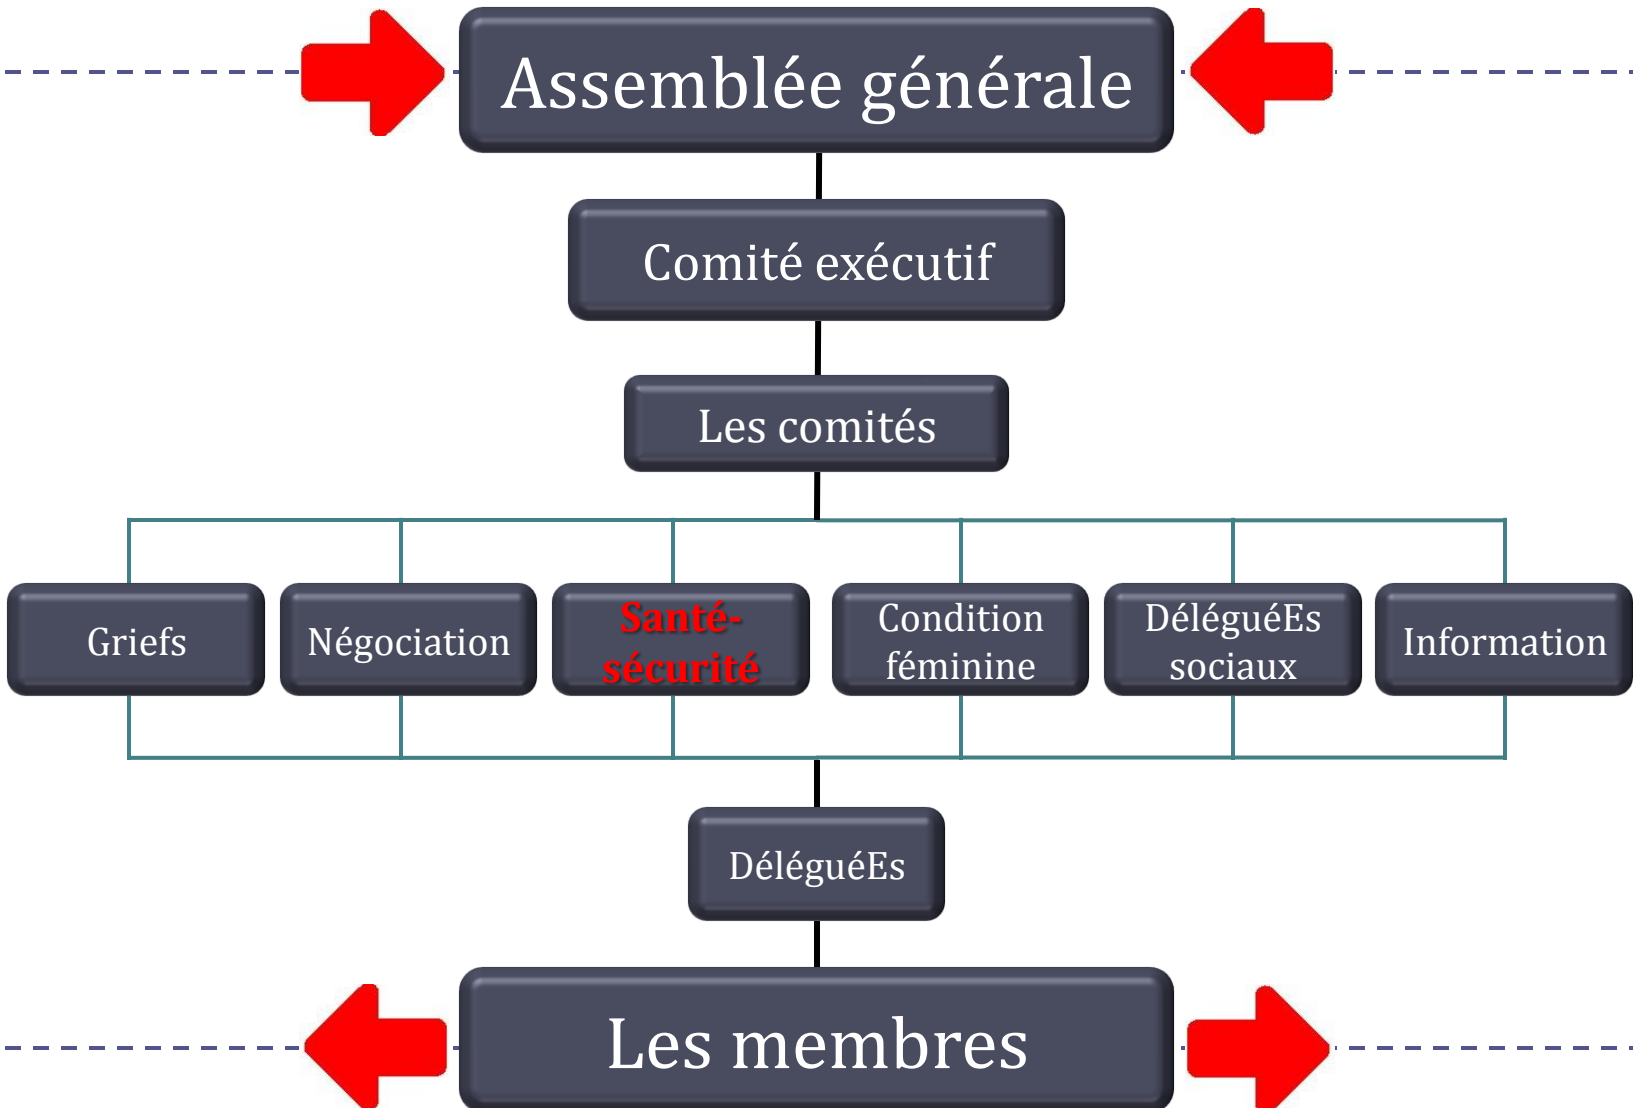 Assemblée générale
Comité exécutif
Les comités
Griefs
Négociation
Santé-
sécurité
Condition
féminine
DéléguéEs
sociaux
Information
DéléguéEs
Les membres